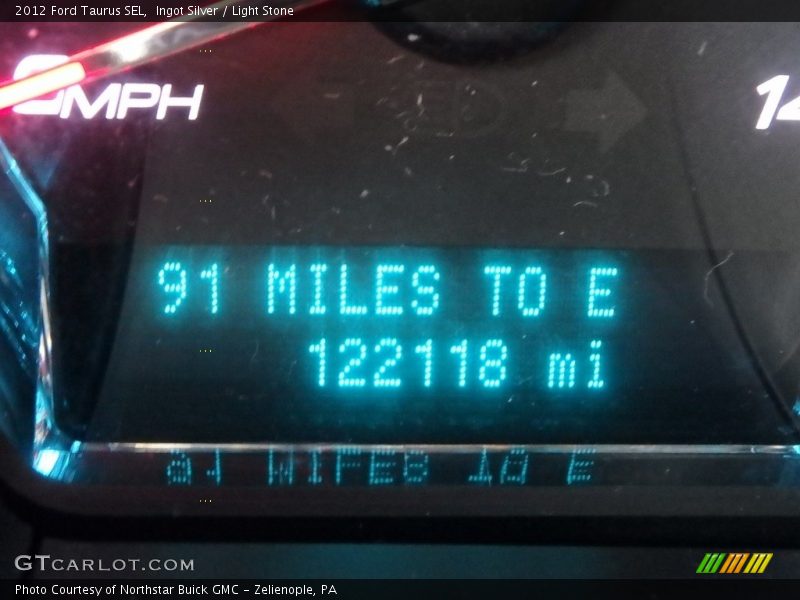 2012 Ford Taurus SEL,  Ingot Silver / Light Stone
0MPH
91 MILES TO E
122118 mi
GTCARLOT.COM
Photo Courtesy of Northstar Buick GMC - Zelienople, PA